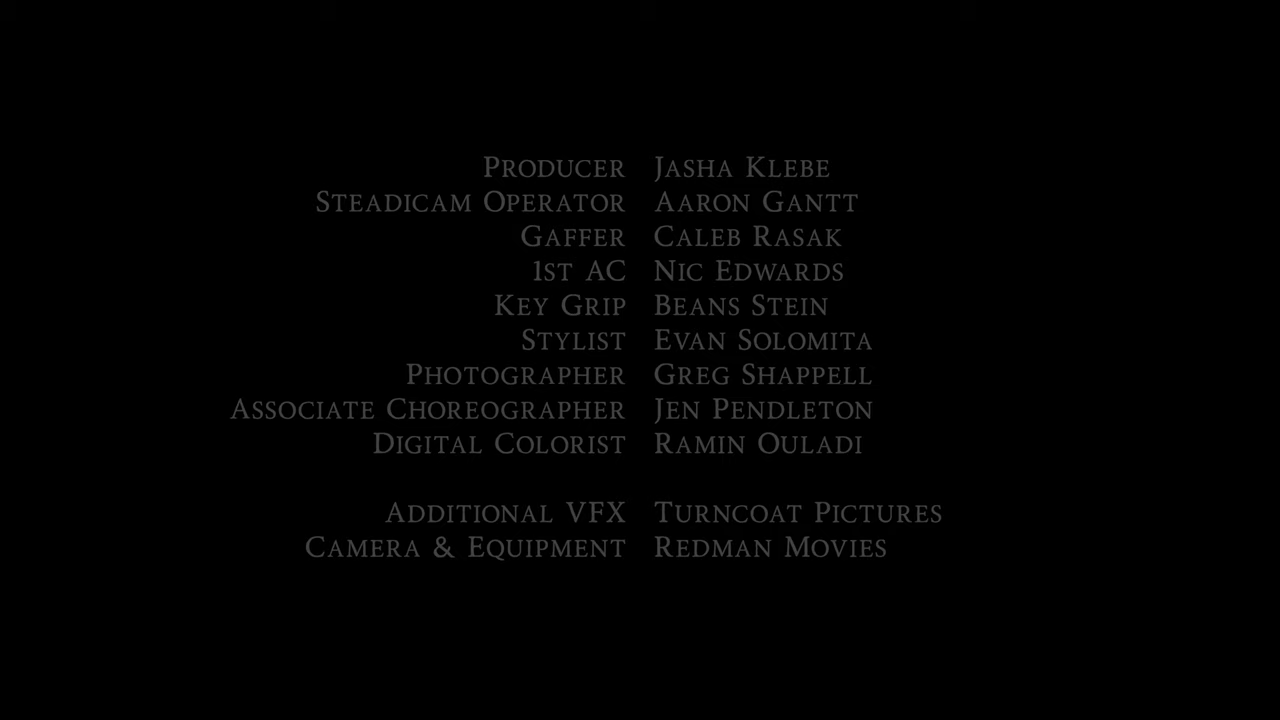 Producer Jasha Klebe
Steadicam Operator Aaron Gantt
Gaffer Caleb Rasak
1st AC Nic Edwards
Key Grip Beans Stein
Stylist Evan Solomita
Photographer Greg Shappell
Associate Choreographer Jen Pendleton
Digital Colorist Ramin Ouladi
Additional VFX Turncoat Pictures
Camera & Equipment Redman Movies